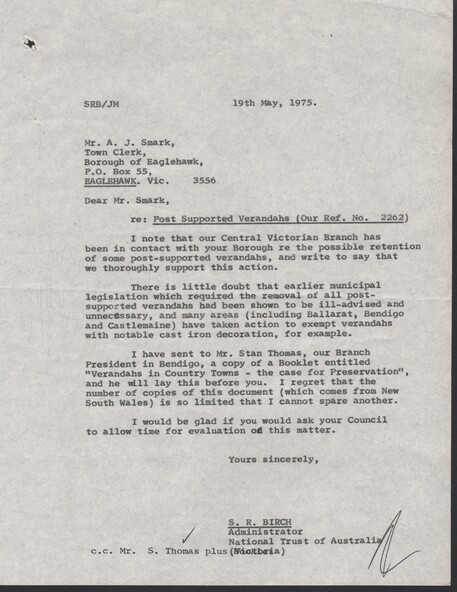 SRB/JM 19th May, 1975.
Mr. A. J. Smark,
Town Clerk,
Borough of Eaglehawk,
P.O. Box 55,
EAGLEHAWK. Vic. 3556
Dear Mr. Smark,
re: Post Supported Verandahs (Our Ref. No. 2262)
I note that our Central Victorian Branch has
been in contact with your Borough re the possible retention
of some post-supported verandahs, and write to say that
we thoroughly support this action.
There is little doubt that earlier municipal
legislation which required the removal of all post-
supported verandahs had been shown to be ill-advised and
unnecessary, and many areas (including Ballarat, Bendigo
and Castlemaine) have taken action to exempt verandahs
with notable cast iron decoration, for example.
I have sent to Mr. Stan Thomas, our Branch
President in Bendigo, a copy of a Booklet entitled
"Verandahs in Country Towns - the case for Preservation",
and he will lay this before you. I regret that the
number of copies of this document (which comes from New
South Wales) is so limited that I cannot spare another.
I would be glad if you would ask your Council
to allow time for evaluation of this matter.
Yours sincerely,
S. R. BIRCH
Administrator
National Trust of Australia
(Victoria)
c.c. Mr. S. Thomas plus